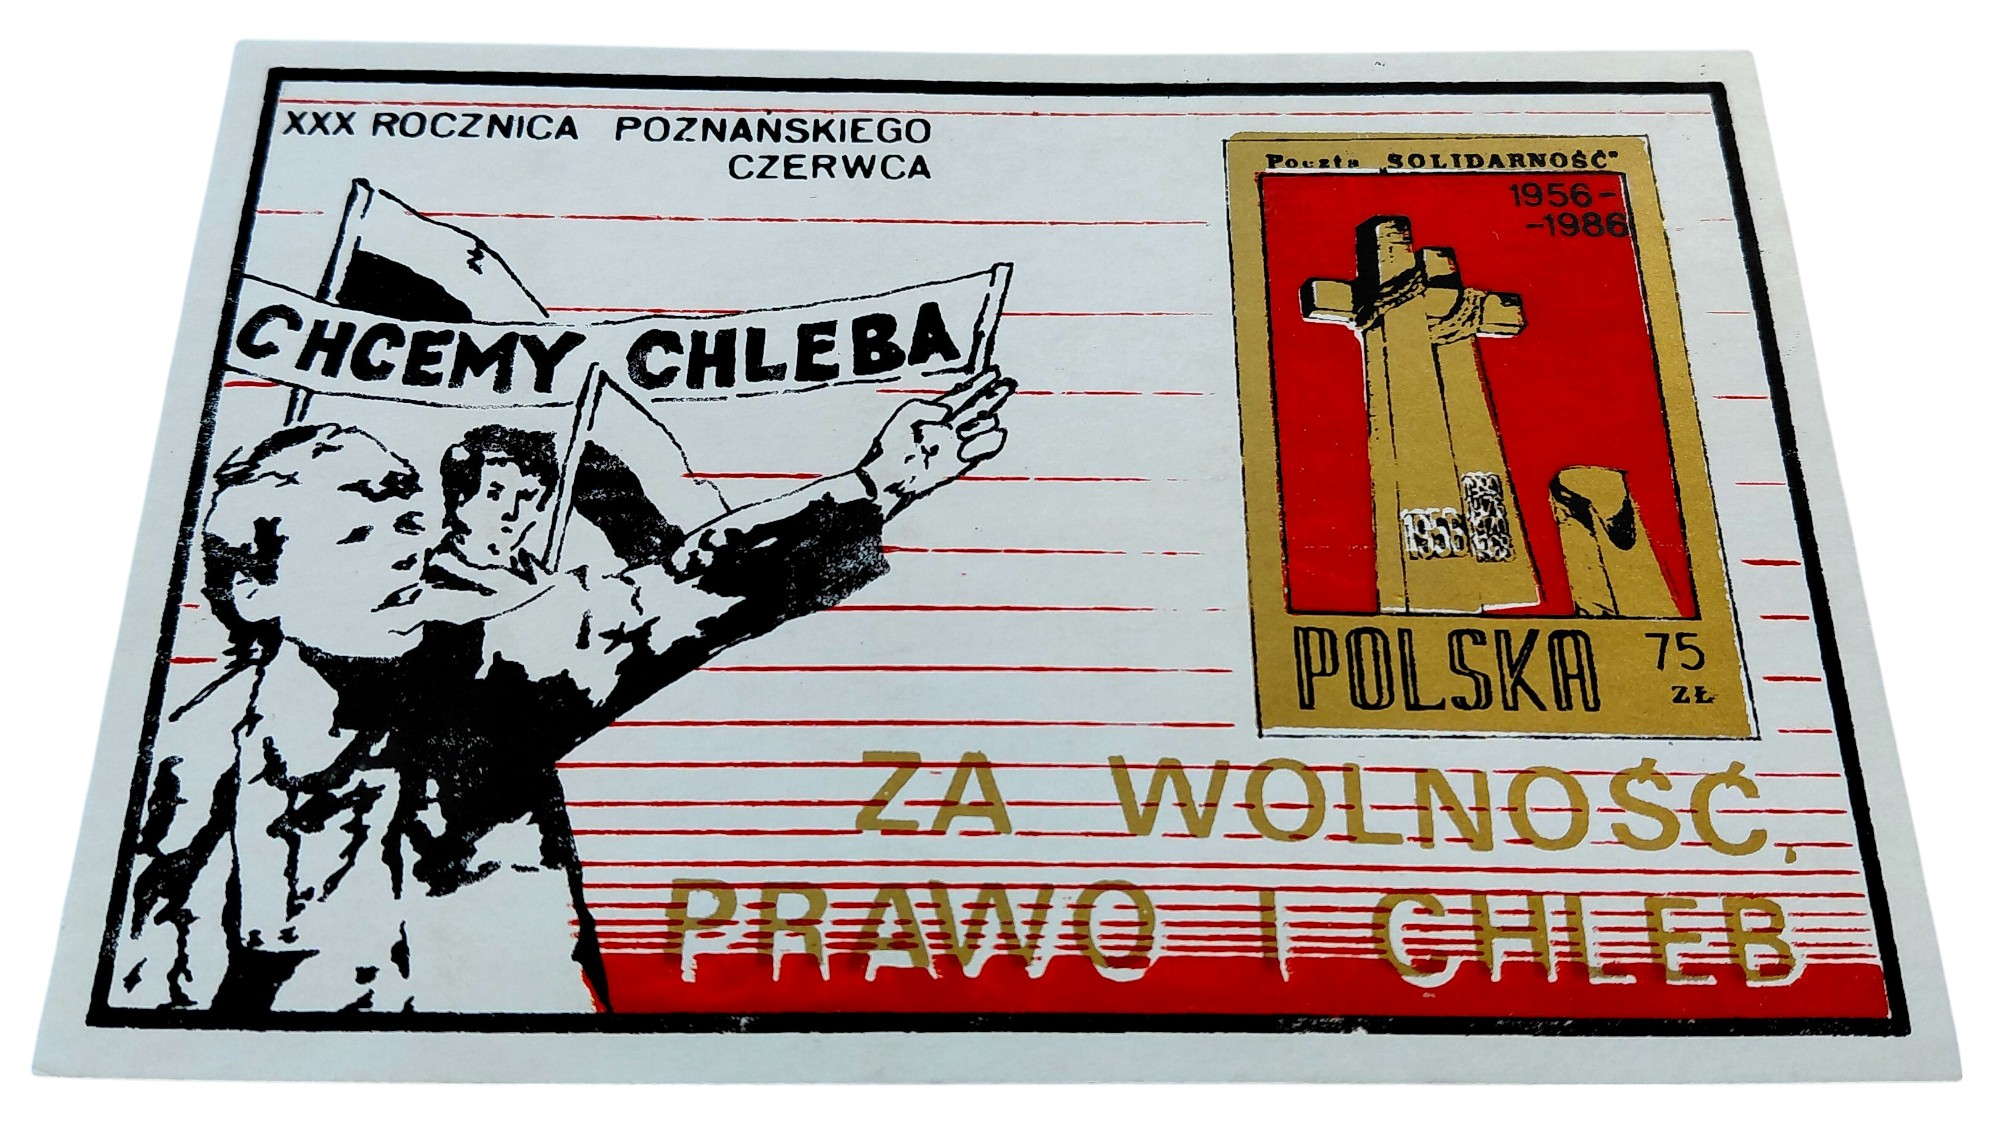 XXX ROCZNICA POZNAŃSKIEGO
CZERWCA
CHCEMY CHLEBA
Poczta „SOLIDARNOŚĆ"
1956-
-1986
1956
POLSKA 75
ZŁ
ZA WOLNOŚĆ,
PRAWO I CHLEB